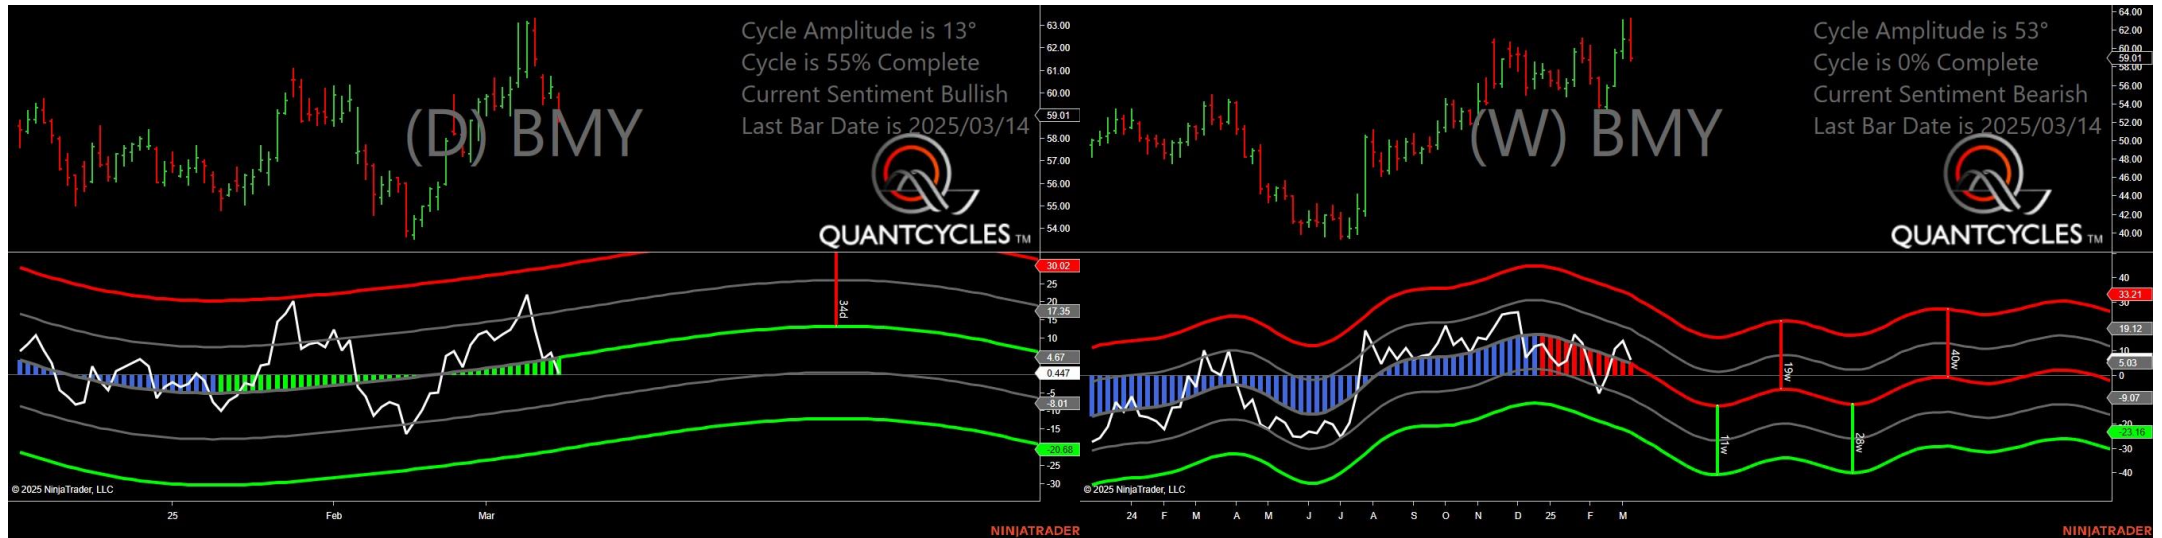 Cycle Amplitude is 13°
Cycle is 55% Complete
Current Sentiment Bullish
Last Bar Date is 2025/03/14
(D) BMY
QUANTCYCLES TM
63.00
62.00
61.00
60.00
59.01
58.00
57.00
56.00
55.00
54.00
34d
30.02
25
20
17.35
15
10
4.67
0.447
-5
-8.01
-10
-15
-20.68
-25
-30
© 2025 NinjaTrader, LLC
25 Feb Mar
NINJATRADER
Cycle Amplitude is 53°
Cycle is 0% Complete
Current Sentiment Bearish
Last Bar Date is 2025/03/14
(W) BMY
QUANTCYCLES TM
64.00
62.00
60.00
59.01
58.00
56.00
54.00
52.00
50.00
48.00
46.00
44.00
42.00
40.00
11w
19w
28w
40w
40
33.21
30
19.12
10
5.03
0
-9.07
-20
-23.16
-30
-40
© 2025 NinjaTrader, LLC
24 F M A M J J A S O N D 25 F M
NINJATRADER